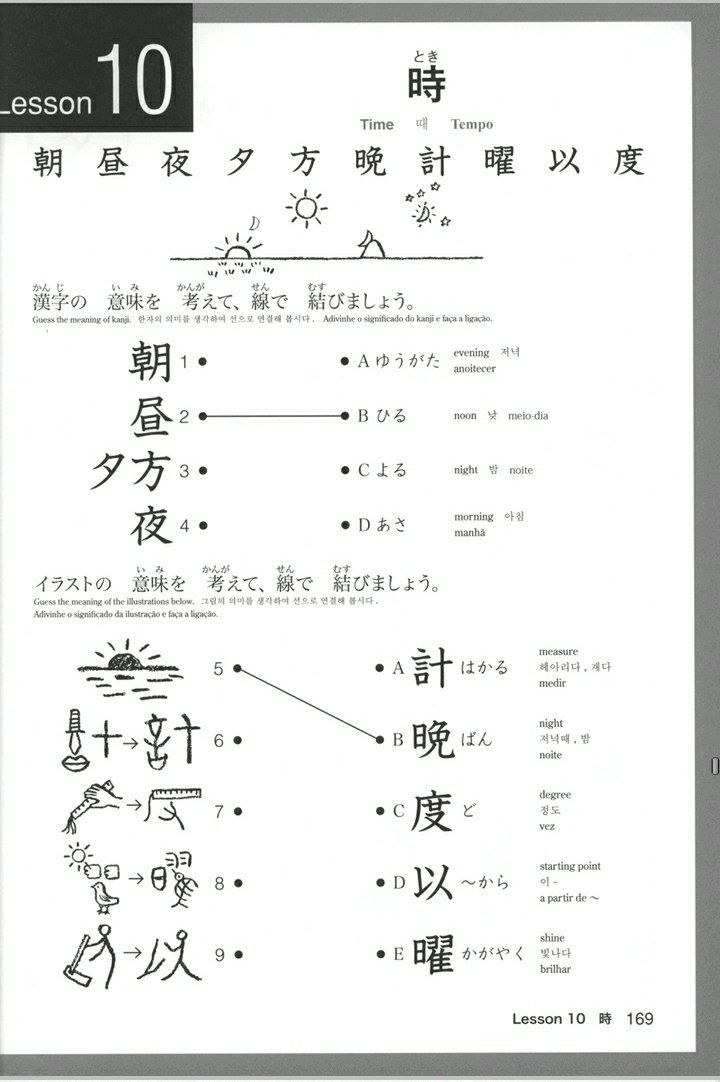 Lesson 10
とき
時
Time 때 Tempo
朝 昼 夜 夕 方 晩 計 曜 以 度
かんじ いみ かんが せん むす
漢字の 意味を 考えて、線で 結びましょう。
Guess the meaning of kanji. 한자의 의미를 생각하여 선으로 연결해 봅시다. Adivinhe o significado do kanji e faça a ligação.
朝 1 ● ● A ゆうがた evening 저녁
anoitecer
昼 2 ● ● B ひる noon 낮 meio-dia
夕方 3 ● ● C よる night 밤 noite
夜 4 ● ● D あさ morning 아침
manhã
いみ かんが せん むす
イラストの 意味を 考えて、線で 結びましょう。
Guess the meaning of the illustrations below. 그림의 의미를 생각하여 선으로 연결해 봅시다.
Adivinhe o significado da ilustração e faça a ligação.
5 ● ● A 計 はかる measure
헤아리다, 재다
medir
6 ● ● B 晩 ばん night
저녁때, 밤
noite
7 ● ● C 度 ど degree
정도
vez
8 ● ● D 以 〜から starting point
이~
a partir de 〜
9 ● ● E 曜 かがやく shine
빛나다
brilhar
Lesson 10 時 169